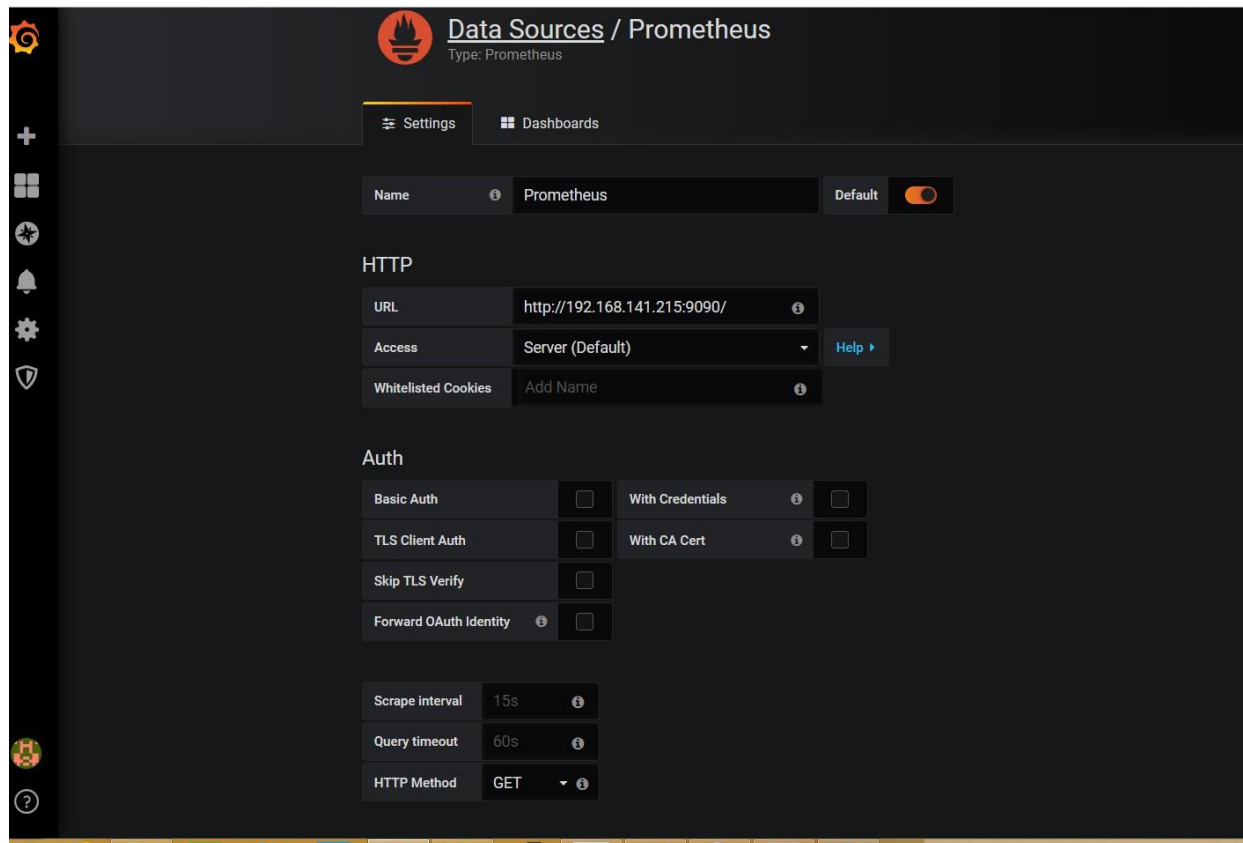 Data Sources / Prometheus
Type: Prometheus
Settings Dashboards
Name Prometheus Default
HTTP
URL http://192.168.141.215:9090/
Access Server (Default) Help
Whitelisted Cookies Add Name
Auth
Basic Auth With Credentials
TLS Client Auth With CA Cert
Skip TLS Verify
Forward OAuth Identity
Scrape interval 15s
Query timeout 60s
HTTP Method GET